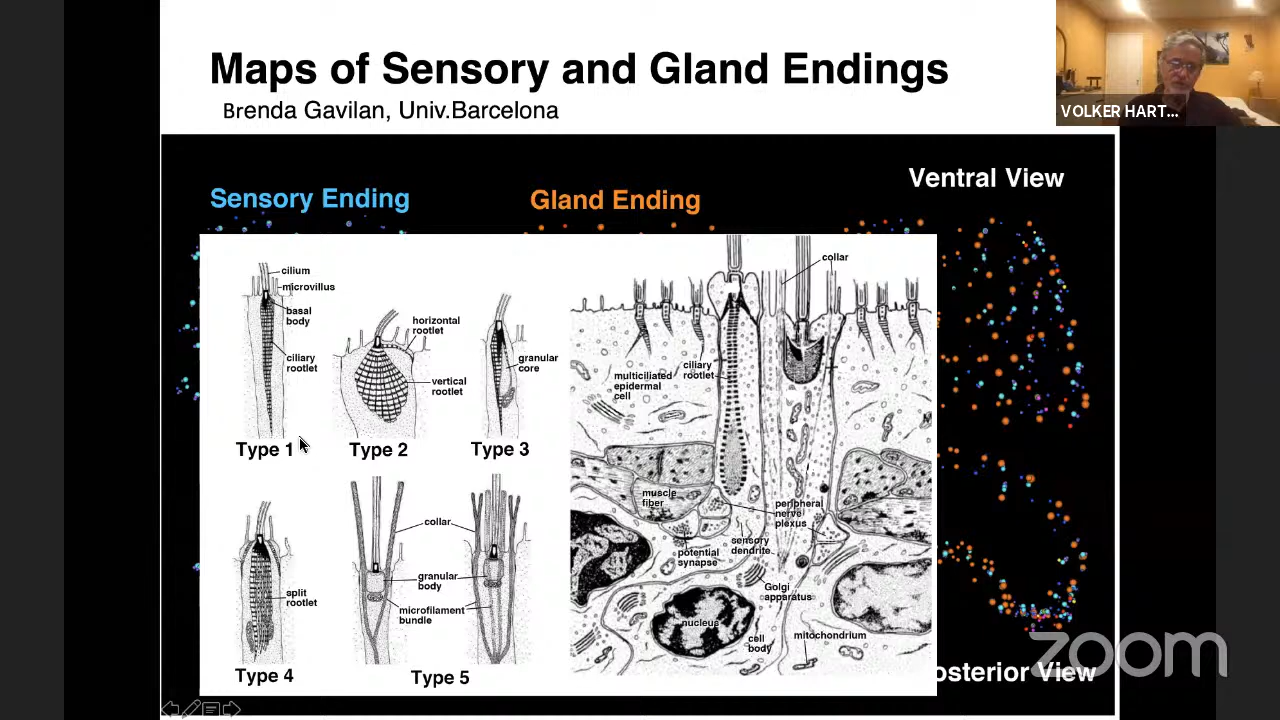 Maps of Sensory and Gland Endings
Brenda Gavilan, Univ.Barcelona
VOLKER HART...
Sensory Ending
Gland Ending
Ventral View
cilium
microvillus
basal
body
ciliary
rootlet
Type 1
horizontal
rootlet
vertical
rootlet
Type 2
granular
core
Type 3
split
rootlet
Type 4
collar
granular
body
microfilament
bundle
Type 5
collar
ciliary
rootlet
multiciliated
epidermal
cell
muscle
fiber
peripheral
nerve
plexus
potential
synapse
sensory
dendrite
Golgi
apparatus
nucleus
cell
body
mitochondrium
osterior View
zoom